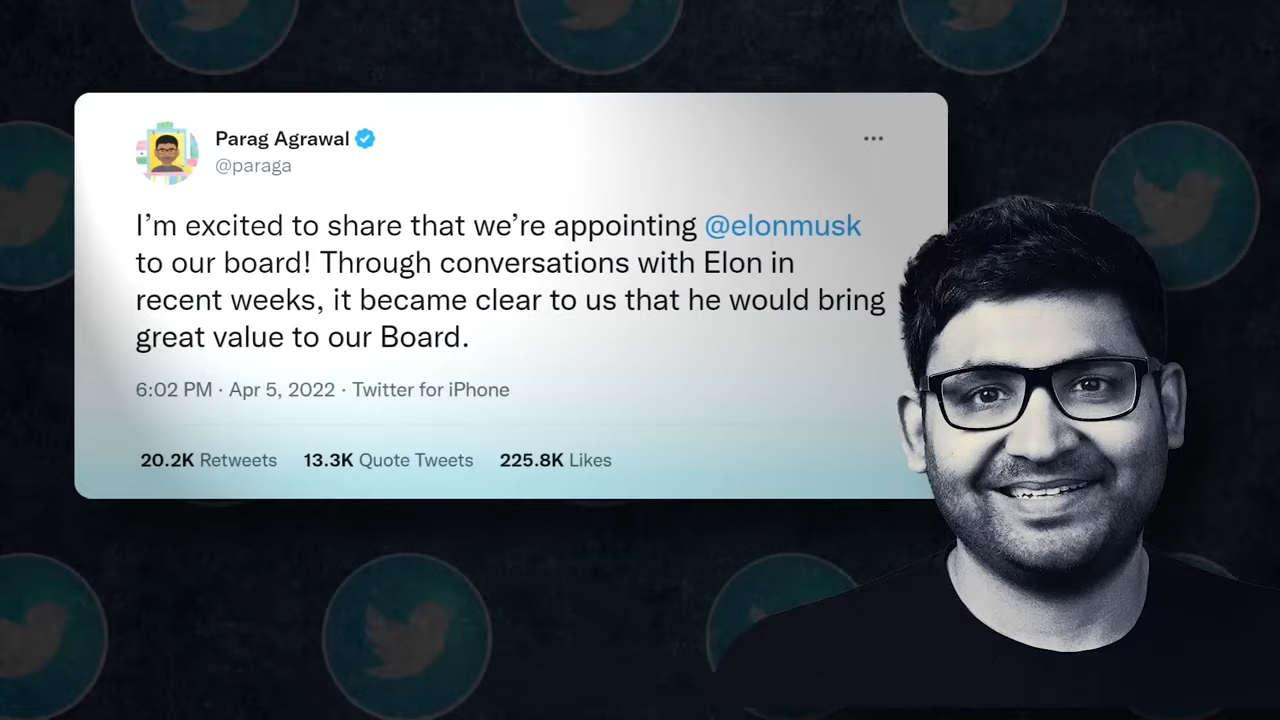 Parag Agrawal
@paraga
I’m excited to share that we’re appointing @elonmusk
to our board! Through conversations with Elon in
recent weeks, it became clear to us that he would bring
great value to our Board.
6:02 PM · Apr 5, 2022 · Twitter for iPhone
20.2K Retweets 13.3K Quote Tweets 225.8K Likes